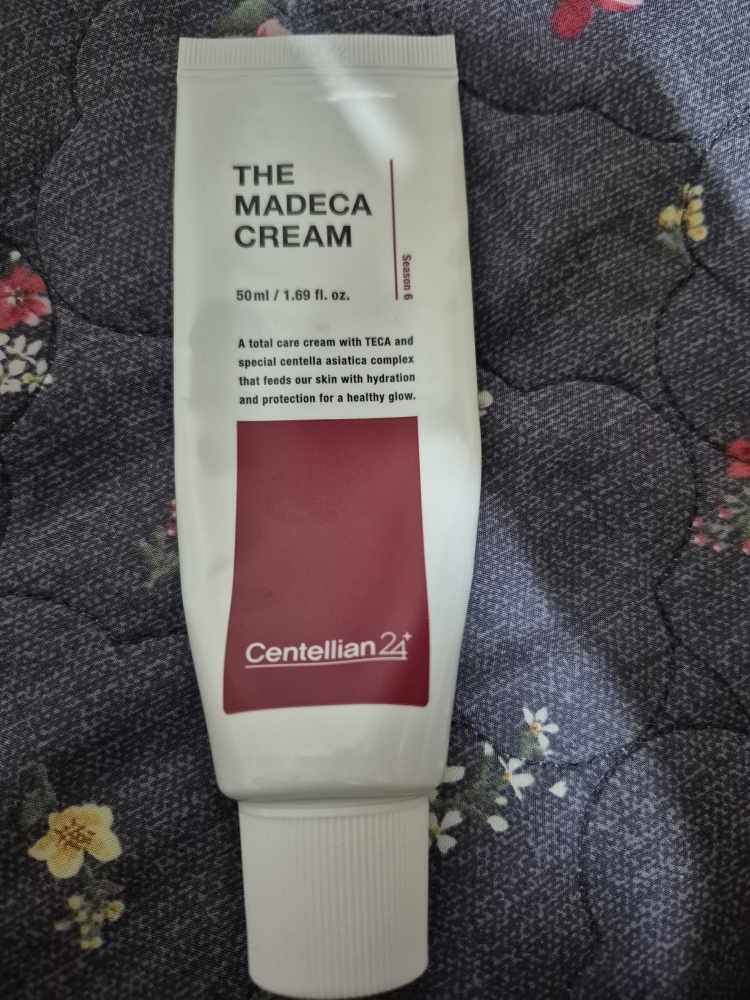 THE
MADECA
CREAM
Season 6
50ml / 1.69 fl. oz.
A total care cream with TECA and
special centella asiatica complex
that feeds our skin with hydration
and protection for a healthy glow.
Centellian24+